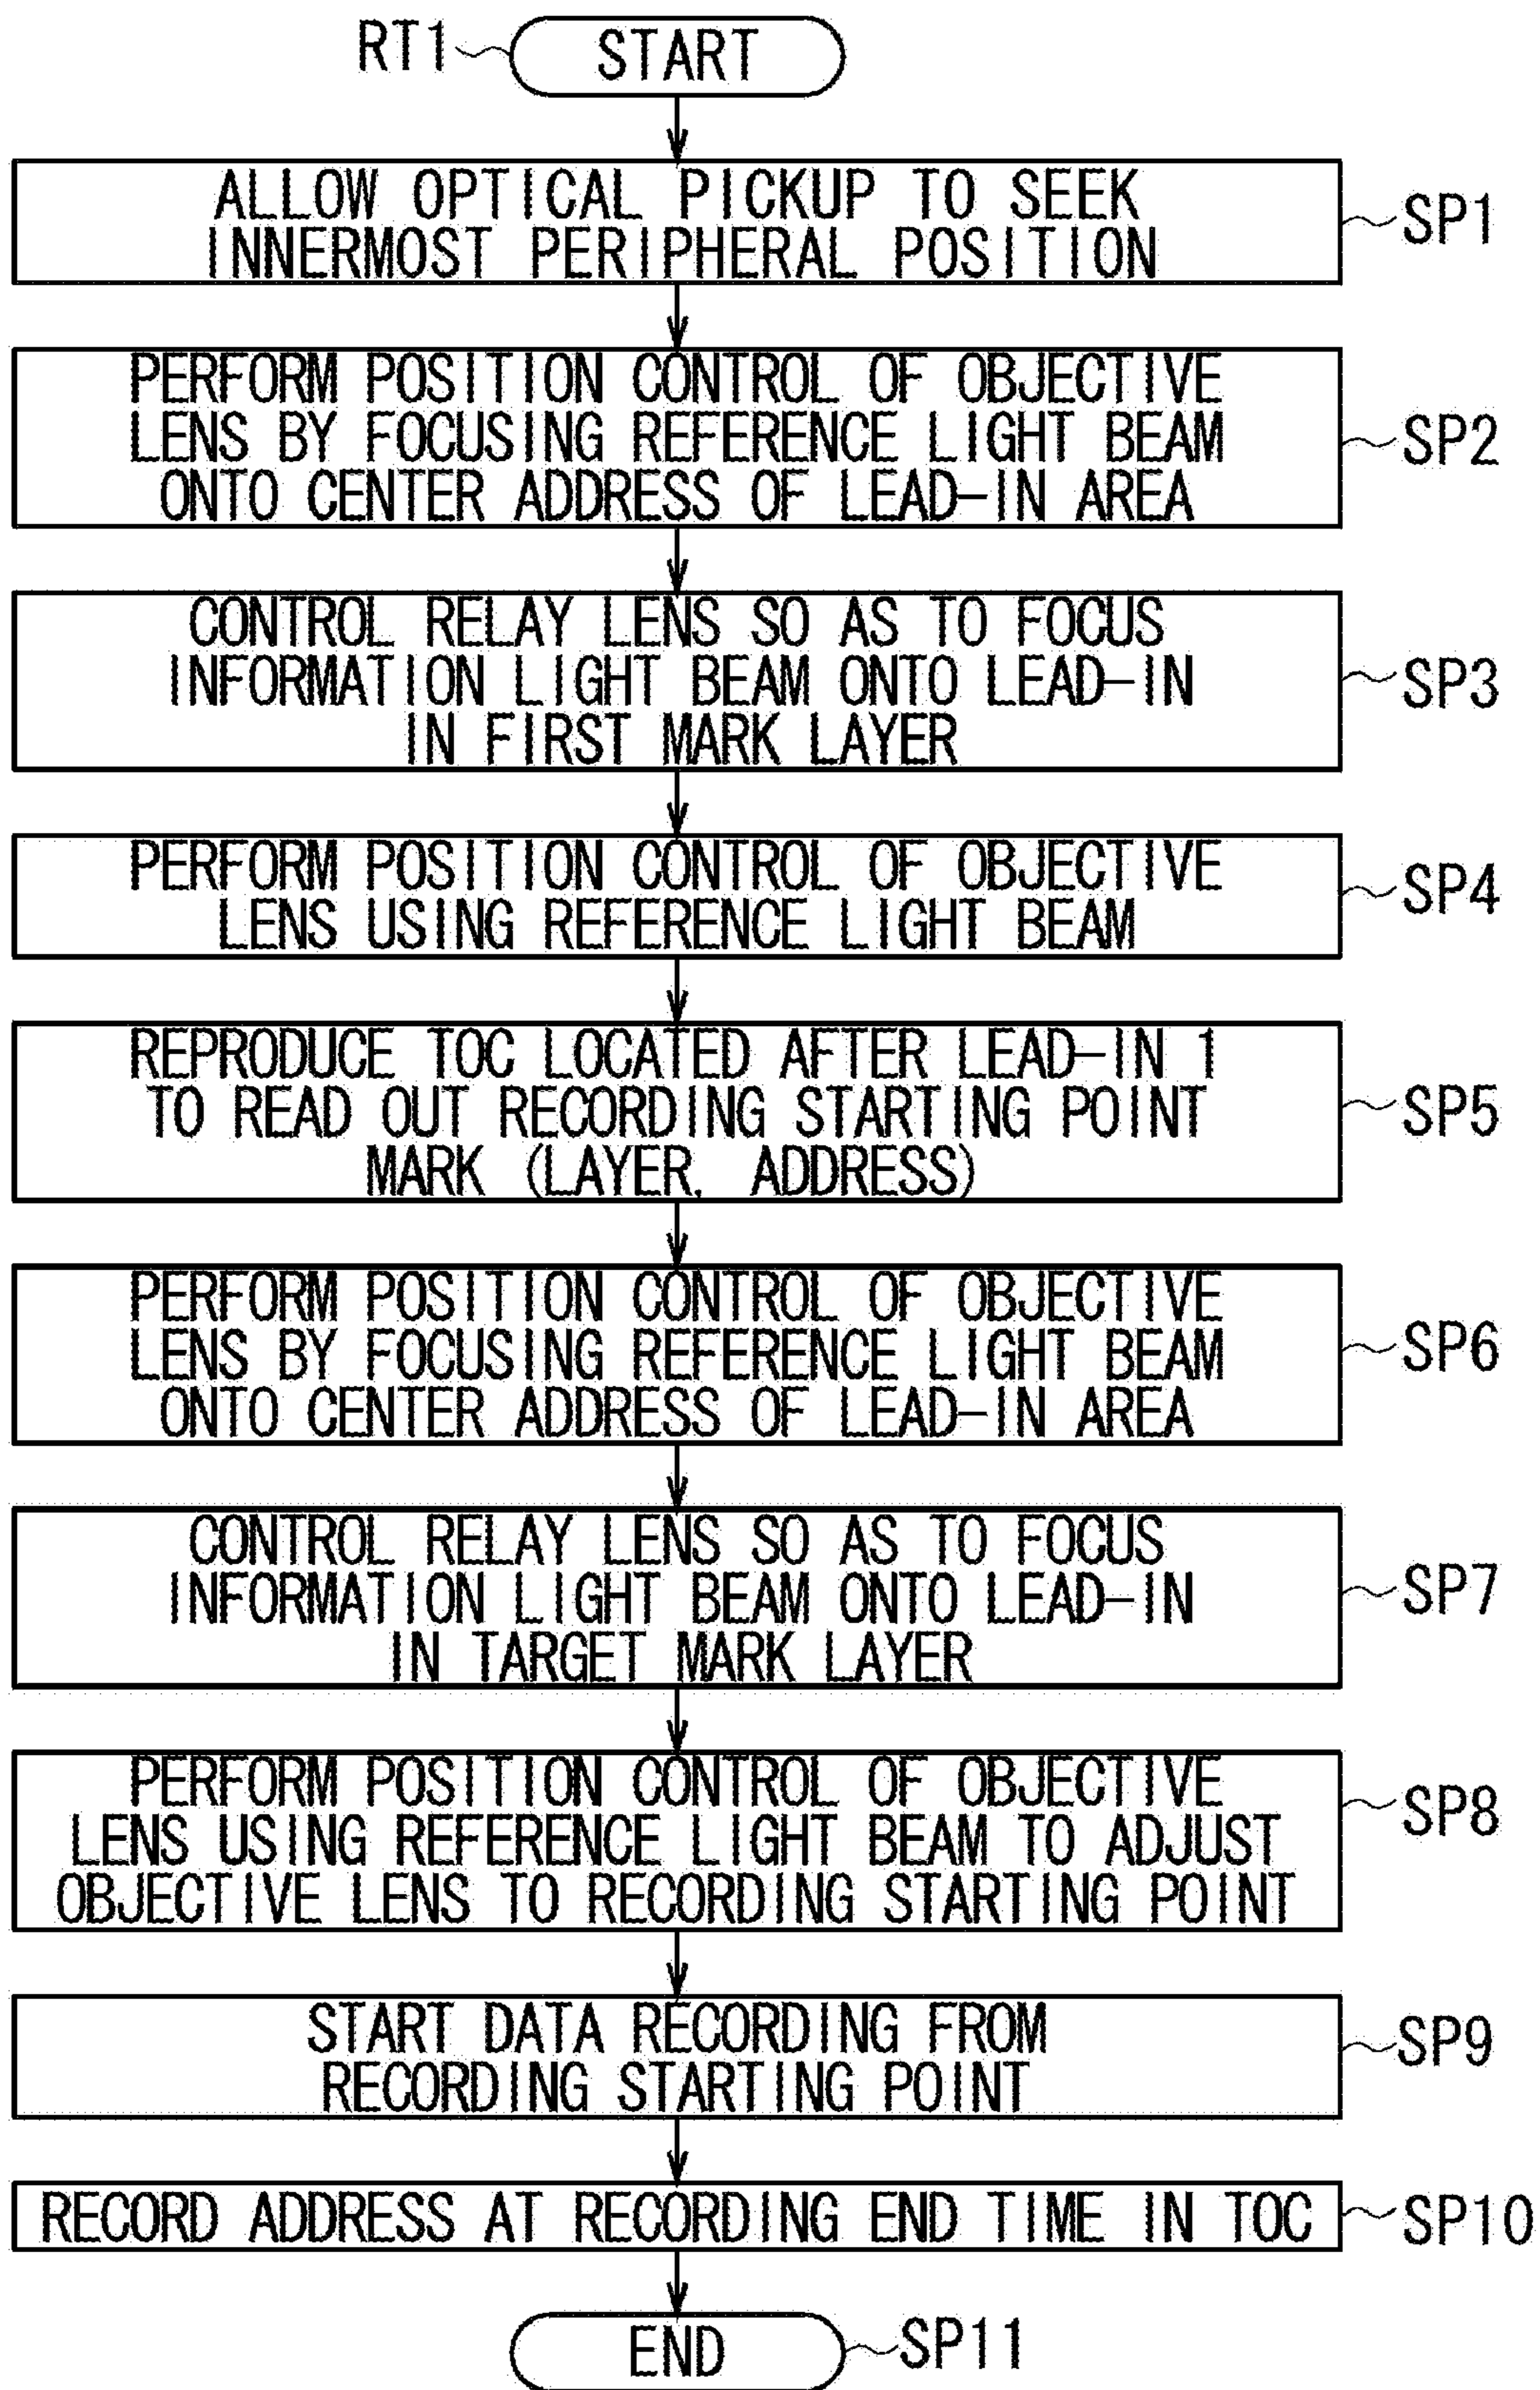 RT1 START
ALLOW OPTICAL PICKUP TO SEEK
INNERMOST PERIPHERAL POSITION
SP1
PERFORM POSITION CONTROL OF OBJECTIVE
LENS BY FOCUSING REFERENCE LIGHT BEAM
ONTO CENTER ADDRESS OF LEAD-IN AREA
SP2
CONTROL RELAY LENS SO AS TO FOCUS
INFORMATION LIGHT BEAM ONTO LEAD-IN
IN FIRST MARK LAYER
SP3
PERFORM POSITION CONTROL OF OBJECTIVE
LENS USING REFERENCE LIGHT BEAM
SP4
REPRODUCE TOC LOCATED AFTER LEAD-IN 1
TO READ OUT RECORDING STARTING POINT
MARK (LAYER, ADDRESS)
SP5
PERFORM POSITION CONTROL OF OBJECTIVE
LENS BY FOCUSING REFERENCE LIGHT BEAM
ONTO CENTER ADDRESS OF LEAD-IN AREA
SP6
CONTROL RELAY LENS SO AS TO FOCUS
INFORMATION LIGHT BEAM ONTO LEAD-IN
IN TARGET MARK LAYER
SP7
PERFORM POSITION CONTROL OF OBJECTIVE
LENS USING REFERENCE LIGHT BEAM TO ADJUST
OBJECTIVE LENS TO RECORDING STARTING POINT
SP8
START DATA RECORDING FROM
RECORDING STARTING POINT
SP9
RECORD ADDRESS AT RECORDING END TIME IN TOC
SP10
END
SP11